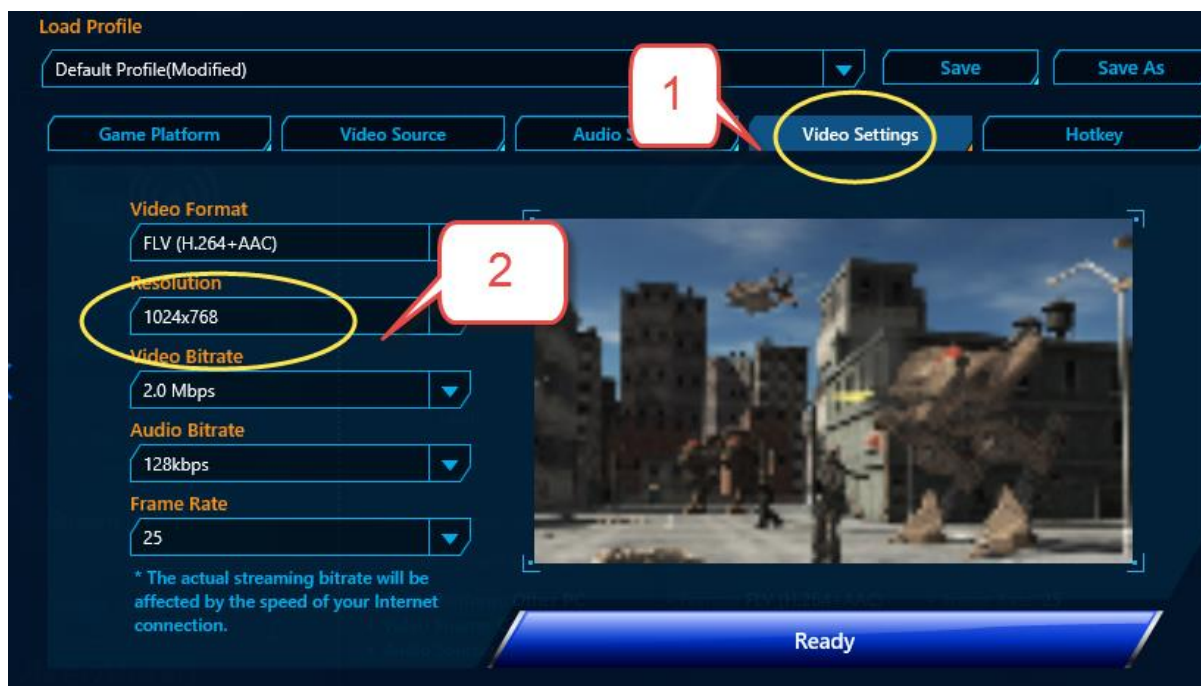 Load Profile
Default Profile(Modified)
Save
Save As
1
Game Platform
Video Source
Audio
Video Settings
Hotkey
Video Format
FLV (H.264+AAC)
2
Resolution
1024x768
Video Bitrate
2.0 Mbps
Audio Bitrate
128kbps
Frame Rate
25
* The actual streaming bitrate will be
affected by the speed of your Internet
connection.
Ready